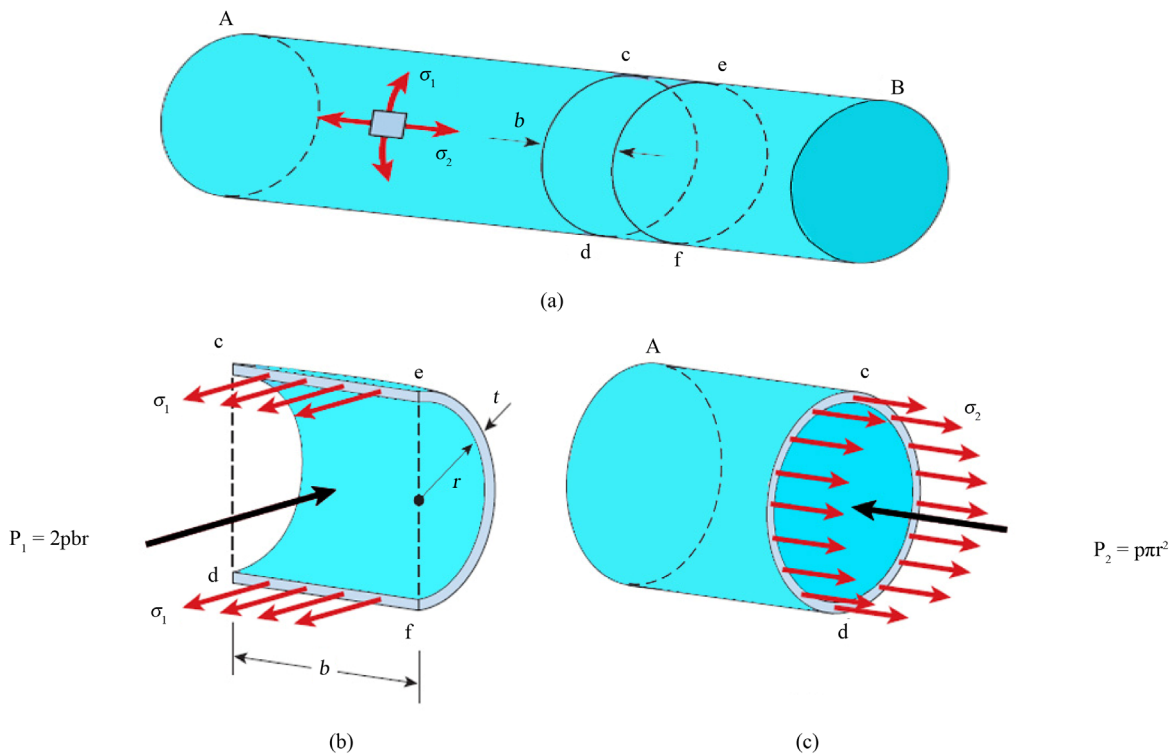 A
σ₁
c
e
B
b
σ₂
d
f
(a)
c
e
σ₁
t
r
P₁ = 2pbr
d
σ₁
f
b
(b)
A
c
σ₂
P₂ = pπr²
d
(c)